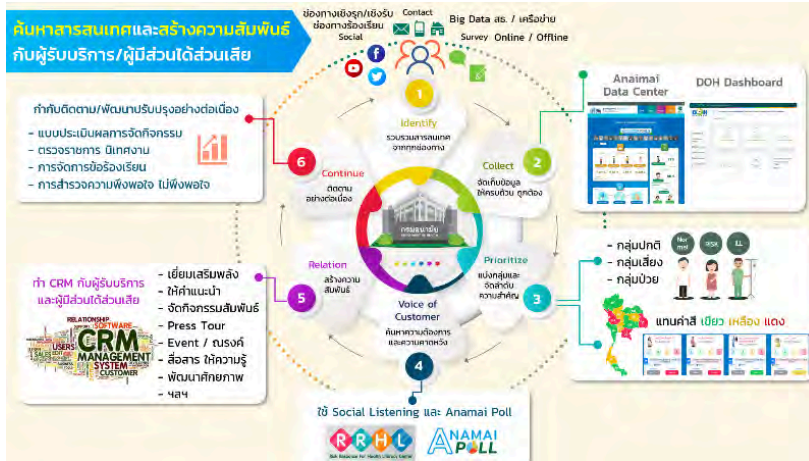 ค้นหาสารสนเทศและสร้างความสัมพันธ์
กับผู้รับบริการ/ผู้มีส่วนได้ส่วนเสีย
ช่องทางเชิงรุก/เชิงรับ
ช่องทางร้องเรียน
Social
Contact
Big Data สธ. / เครือข่าย
Survey Online / Offline
1
Identify
รวบรวมสารสนเทศ
จากทุกช่องทาง
2
Collect
จัดเก็บข้อมูล
ให้ครบถ้วน ถูกต้อง
Anaimai
Data Center
DOH Dashboard
3
Prioritize
แบ่งกลุ่มและ
จัดลำดับ
ความสำคัญ
- กลุ่มปกติ
- กลุ่มเสี่ยง
- กลุ่มป่วย
Nor
mal
RISK
ILL
แทนค่าสี เขียว เหลือง แดง
Voice of
Customer
ค้นหาความต้องการ
และความคาดหวัง
4
ใช้ Social Listening และ Anamai Poll
RRHL
Risk Response For Health Literacy Center
ANAMAI
POLL
5
Relation
สร้างความ
สัมพันธ์
ทำ CRM กับผู้รับบริการ
และผู้มีส่วนได้ส่วนเสีย
RELATIONSHIP
SOFTWARE
USERS
CRM
MANAGEMENT
SYSTEM
CUSTOMER
- เยี่ยมเสริมพลัง
- ให้คำแนะนำ
- จัดกิจกรรมสัมพันธ์
- Press Tour
- Event / ณรงค์
- สื่อสาร ให้ความรู้
- พัฒนาศักยภาพ
- ฯลฯ
6
Continue
ติดตาม
อย่างต่อเนื่อง
กำกับติดตาม/พัฒนาปรับปรุงอย่างต่อเนื่อง
- แบบประเมินผลการจัดกิจกรรม
- ตรวจราชการ นิเทศงาน
- การจัดการข้อร้องเรียน
- การสำรวจความพึงพอใจ ไม่พึงพอใจ
กรมอนามัย